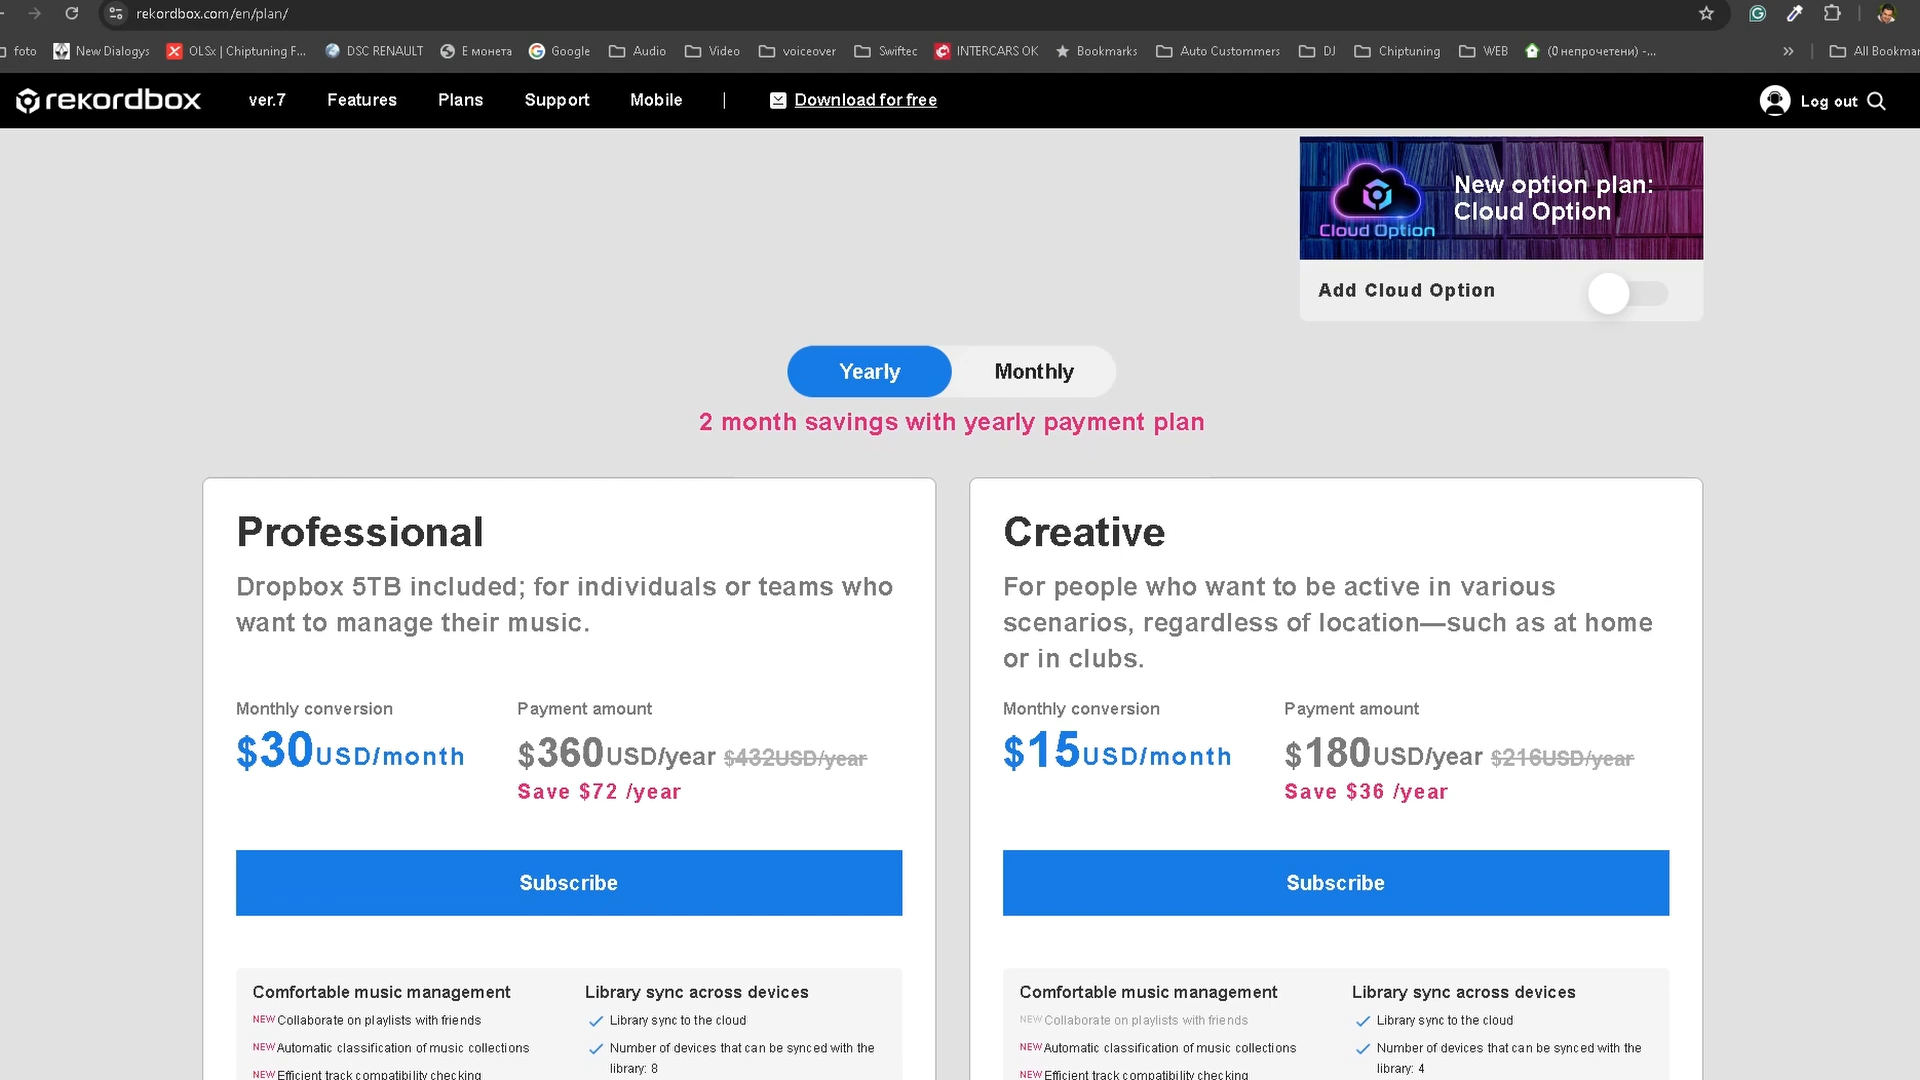 rekordbox.com/en/plan/
foto
New Dialogys
OLSx | Chiptuning F...
DSC RENAULT
Е монета
Google
Audio
Video
voiceover
Swiftec
INTERCARS OK
Bookmarks
Auto Custommers
DJ
Chiptuning
WEB
(0 непрочетени) -...
»
All Bookmar
rekordbox
ver.7
Features
Plans
Support
Mobile
|
Download for free
Log out
Cloud Option
New option plan:
Cloud Option
Add Cloud Option
Yearly
Monthly
2 month savings with yearly payment plan
Professional
Dropbox 5TB included; for individuals or teams who
want to manage their music.
Monthly conversion
$30USD/month
Payment amount
$360USD/year $432USD/year
Save $72 /year
Subscribe
Comfortable music management
NEW Collaborate on playlists with friends
NEW Automatic classification of music collections
NEW Efficient track compatibility checking
Library sync across devices
Library sync to the cloud
Number of devices that can be synced with the
library: 8
Creative
For people who want to be active in various
scenarios, regardless of location—such as at home
or in clubs.
Monthly conversion
$15USD/month
Payment amount
$180USD/year $216USD/year
Save $36 /year
Subscribe
Comfortable music management
NEW Collaborate on playlists with friends
NEW Automatic classification of music collections
NEW Efficient track compatibility checking
Library sync across devices
Library sync to the cloud
Number of devices that can be synced with the
library: 4